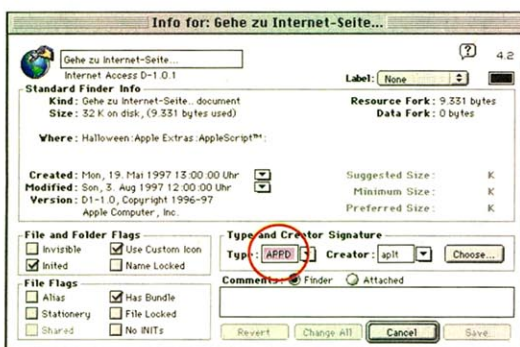 Info for: Gehe zu Internet-Seite...
Gehe zu Internet-Seite...
4.2
Internet Access D-1.0.1
Label: None
Standard Finder Info
Kind: Gehe zu Internet-Seite.. document
Resource Fork: 9.331 bytes
Size: 32 K on disk, (9.331 bytes used)
Data Fork: 0 bytes
Where: Halloween:Apple Extras:AppleScript™:
Created: Mon, 19. Mai 1997 13:00:00 Uhr
Suggested Size: K
Modified: Son, 3. Aug 1997 12:00:00 Uhr
Minimum Size: K
Version: D1-1.0, Copyright 1996-97
Apple Computer, Inc.
Preferred Size: K
File and Folder Flags
Invisible
Use Custom Icon
Inited
Name Locked
Type and Creator Signature
Type: APPD
Creator: aplt
Choose...
File Flags
Alias
Has Bundle
Stationery
File Locked
Shared
No INITs
Comments: Finder
Attached
Revert
Change All
Cancel
Save